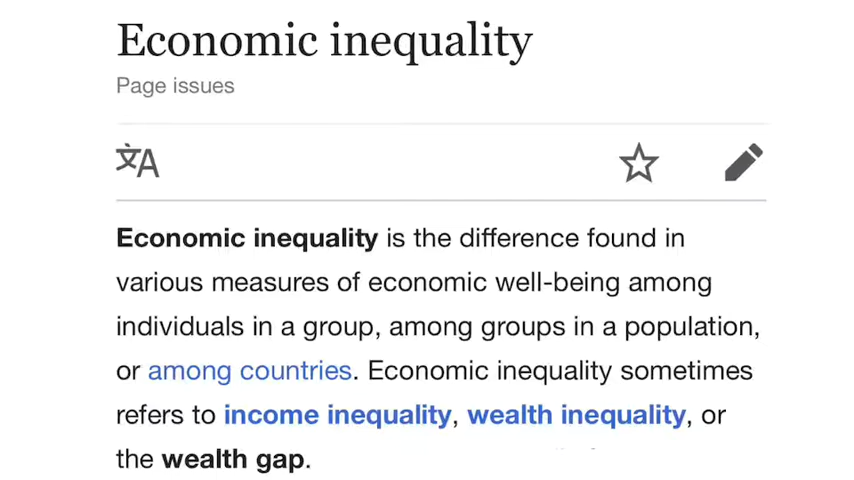 Economic inequality
Page issues
Economic inequality is the difference found in
various measures of economic well-being among
individuals in a group, among groups in a population,
or among countries. Economic inequality sometimes
refers to income inequality, wealth inequality, or
the wealth gap.